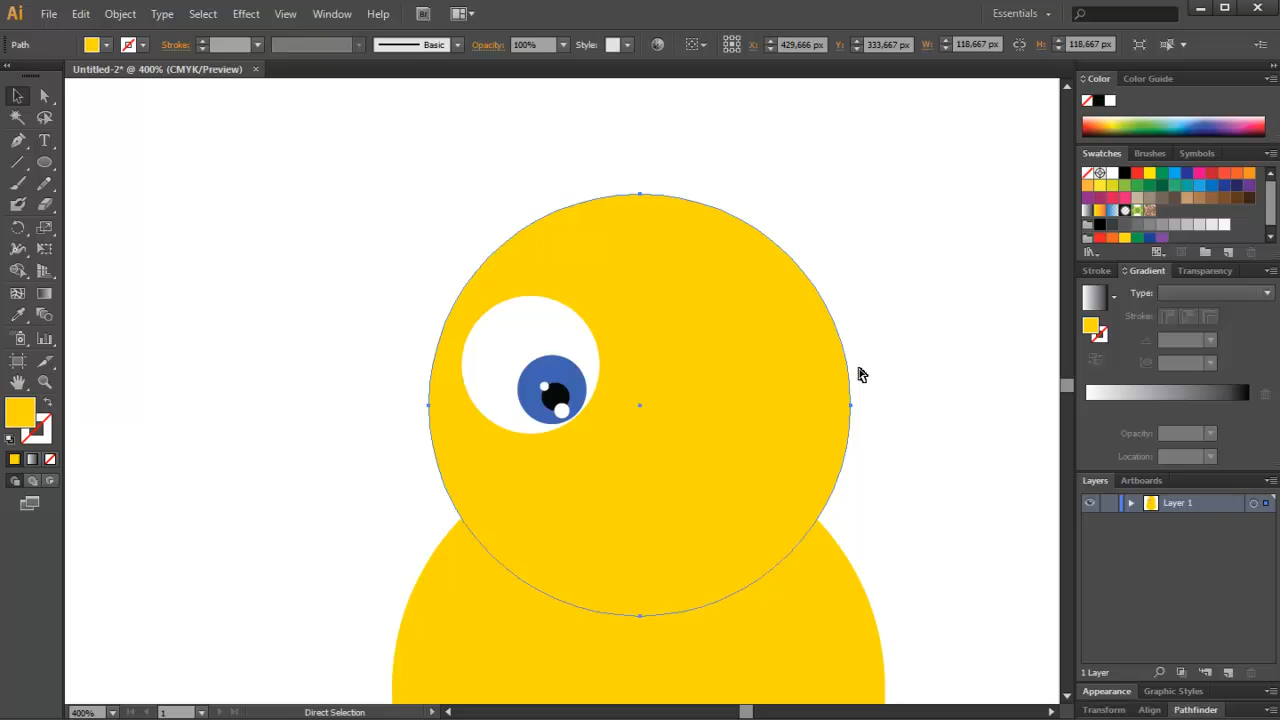 Ai File Edit Object Type Select Effect View Window Help Br Essentials
Path Stroke: Basic Opacity: 100% Style: X: 429,666 px Y: 333,667 px W: 118,667 px H: 118,667 px
Untitled-2* @ 400% (CMYK/Preview)
Color Color Guide
Swatches Brushes Symbols
Stroke Gradient Transparency
Type:
Stroke:
Opacity:
Location:
Layers Artboards
Layer 1
1 Layer
Appearance Graphic Styles
Character Align Pathfinder
400% 1 Direct Selection